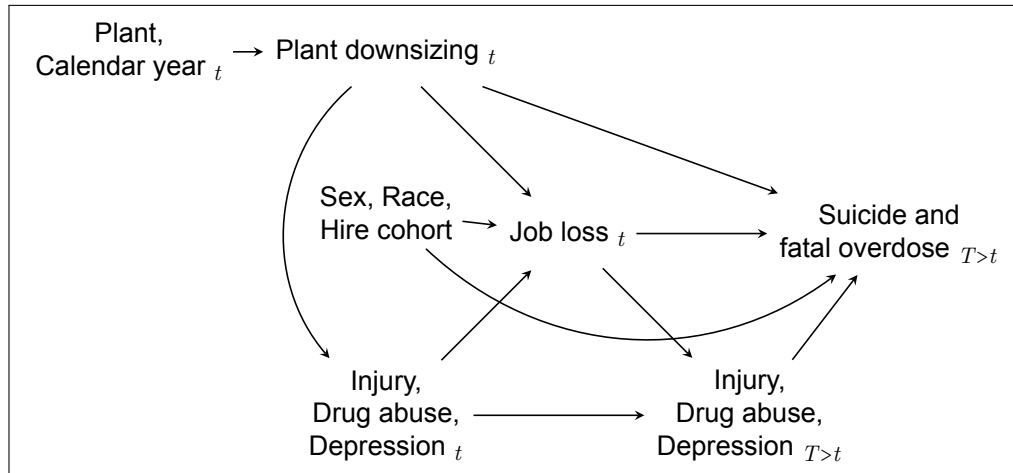 Plant,
Calendar year t
Plant downsizing t
Sex, Race,
Hire cohort
Job loss t
Suicide and
fatal overdose T>t
Injury,
Drug abuse,
Depression t
Injury,
Drug abuse,
Depression T>t